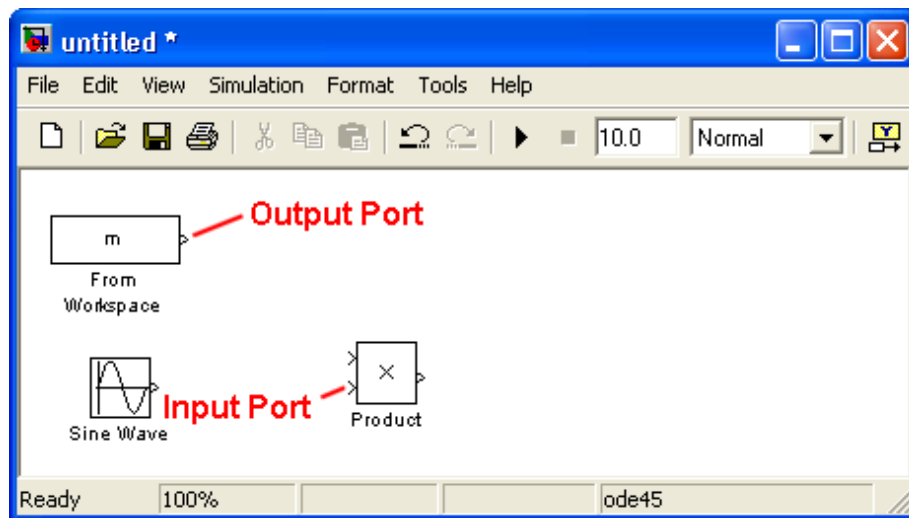 untitled *
File Edit View Simulation Format Tools Help
10.0 Normal
Output Port
m
From
Workspace
Input Port
Product
Sine Wave
Ready 100% ode45